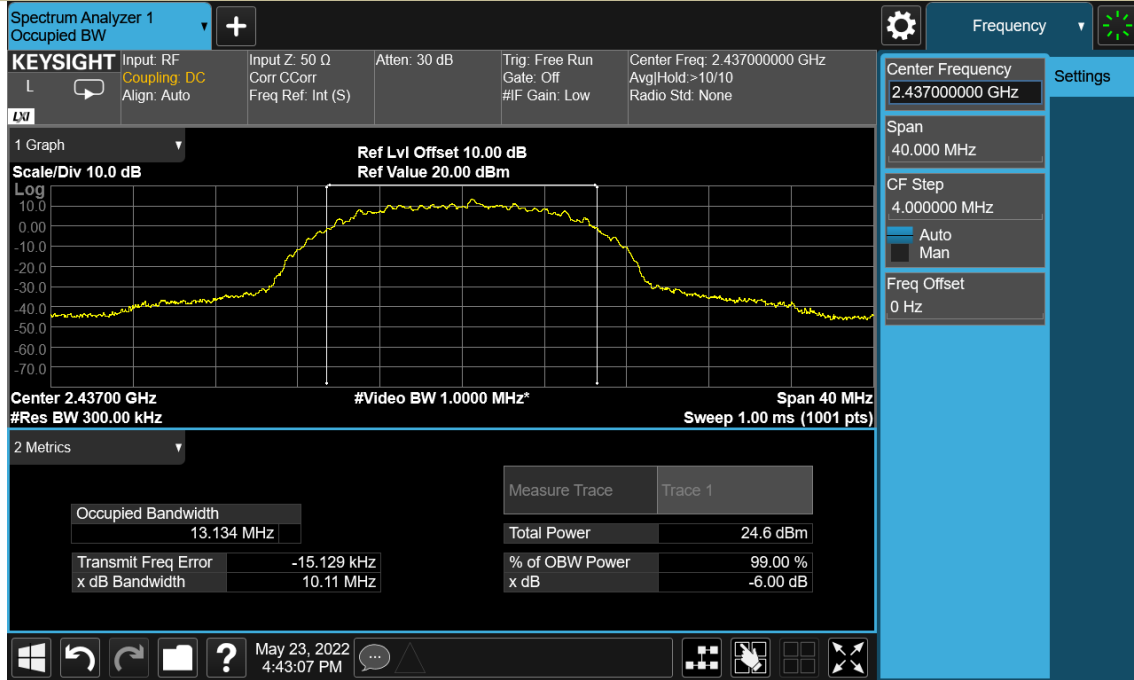 Spectrum Analyzer 1
Occupied BW
+
Frequency
KEYSIGHT
L
LXI
Input: RF
Coupling: DC
Align: Auto
Input Z: 50 Ω
Corr CCorr
Freq Ref: Int (S)
Atten: 30 dB
Trig: Free Run
Gate: Off
#IF Gain: Low
Center Freq: 2.437000000 GHz
Avg|Hold:>10/10
Radio Std: None
Center Frequency
2.437000000 GHz
Settings
Span
40.000 MHz
CF Step
4.000000 MHz
Auto
Man
Freq Offset
0 Hz
1 Graph
Scale/Div 10.0 dB
Ref Lvl Offset 10.00 dB
Ref Value 20.00 dBm
Log
10.0
0.00
-10.0
-20.0
-30.0
-40.0
-50.0
-60.0
-70.0
Center 2.43700 GHz
#Video BW 1.0000 MHz*
Span 40 MHz
#Res BW 300.00 kHz
Sweep 1.00 ms (1001 pts)
2 Metrics
Measure Trace
Trace 1
Occupied Bandwidth
13.134 MHz
Total Power
24.6 dBm
Transmit Freq Error
-15.129 kHz
% of OBW Power
99.00 %
x dB Bandwidth
10.11 MHz
x dB
-6.00 dB
?
May 23, 2022
4:43:07 PM